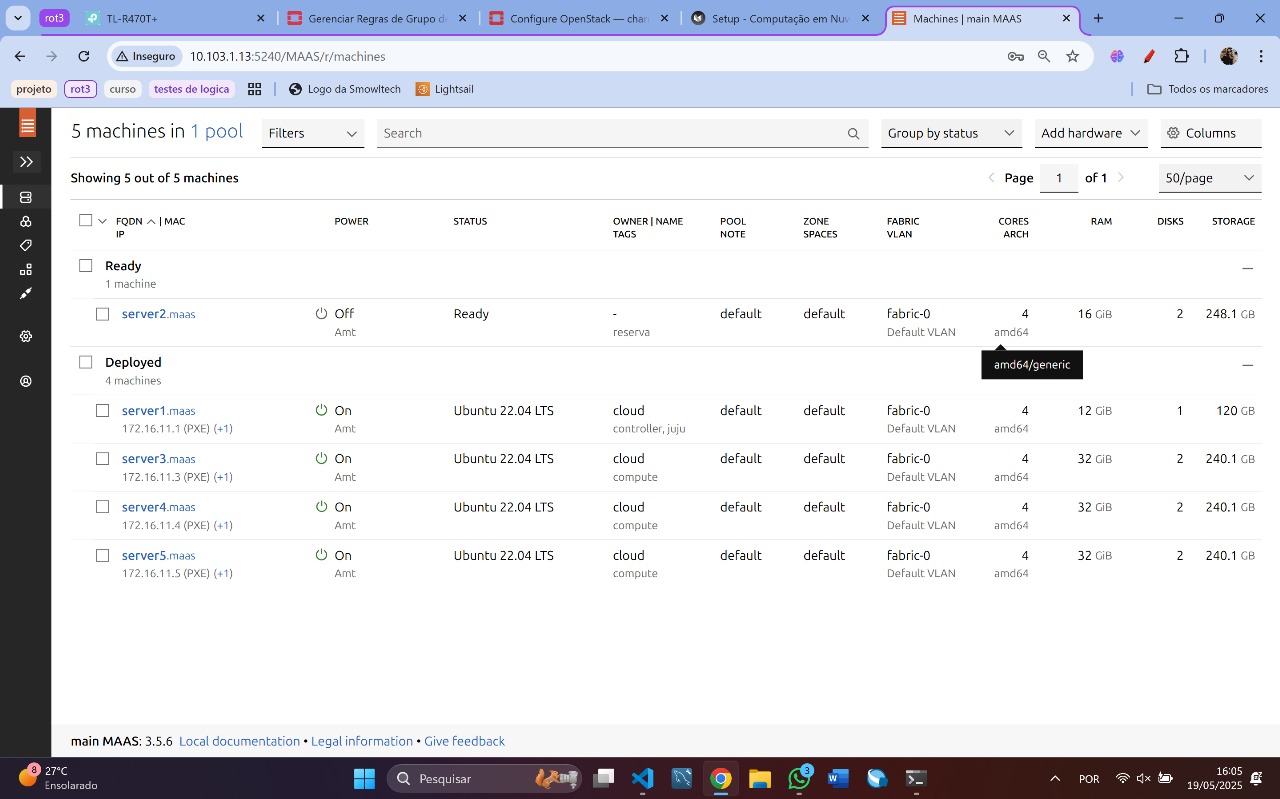 rot3
TL-R470T+
Gerenciar Regras de Grupo d
Configure OpenStack — char
Setup - Computação em Nuv
Machines | main MAAS
Inseguro
10.103.1.13:5240/MAAS/r/machines
projeto
rot3
curso
testes de logica
Logo da Smowltech
Lightsail
Todos os marcadores
5 machines in 1 pool
Filters
Search
Group by status
Add hardware
Columns
Showing 5 out of 5 machines
Page 1 of 1
50/page
FQDN | MAC POWER STATUS OWNER | NAME POOL ZONE FABRIC CORES RAM DISKS STORAGE
IP TAGS NOTE SPACES VLAN ARCH
Ready
1 machine
server2.maas Off Ready - default default fabric-0 4 16 GiB 2 248.1 GB
Amt reserva Default VLAN amd64
amd64/generic
Deployed
4 machines
server1.maas On Ubuntu 22.04 LTS cloud default default fabric-0 4 12 GiB 1 120 GB
172.16.11.1 (PXE) (+1) Amt controller, juju Default VLAN amd64
server3.maas On Ubuntu 22.04 LTS cloud default default fabric-0 4 32 GiB 2 240.1 GB
172.16.11.3 (PXE) (+1) Amt compute Default VLAN amd64
server4.maas On Ubuntu 22.04 LTS cloud default default fabric-0 4 32 GiB 2 240.1 GB
172.16.11.4 (PXE) (+1) Amt compute Default VLAN amd64
server5.maas On Ubuntu 22.04 LTS cloud default default fabric-0 4 32 GiB 2 240.1 GB
172.16.11.5 (PXE) (+1) Amt compute Default VLAN amd64
main MAAS: 3.5.6 Local documentation • Legal information • Give feedback
8
27°C
Ensolarado
Pesquisar
3
POR
16:05
19/05/2025